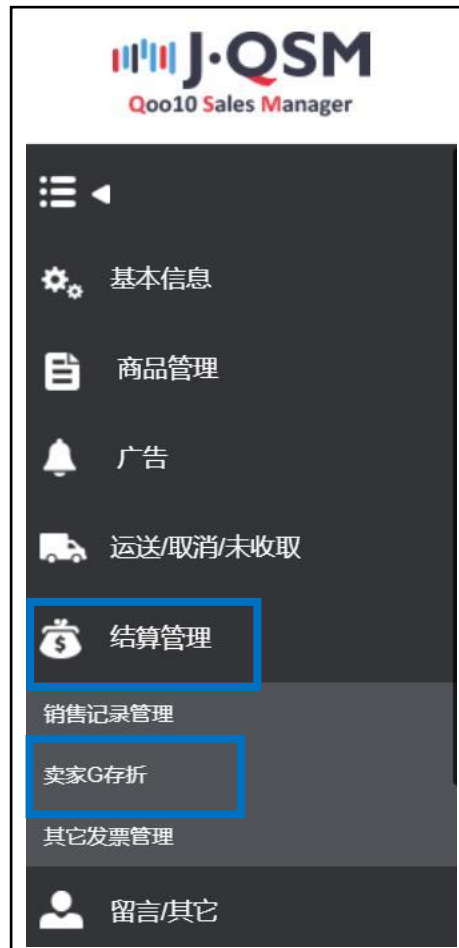 J·QSM
Qoo10 Sales Manager
基本信息
商品管理
广告
运送/取消/未收取
结算管理
销售记录管理
卖家G存折
其它发票管理
留言/其它